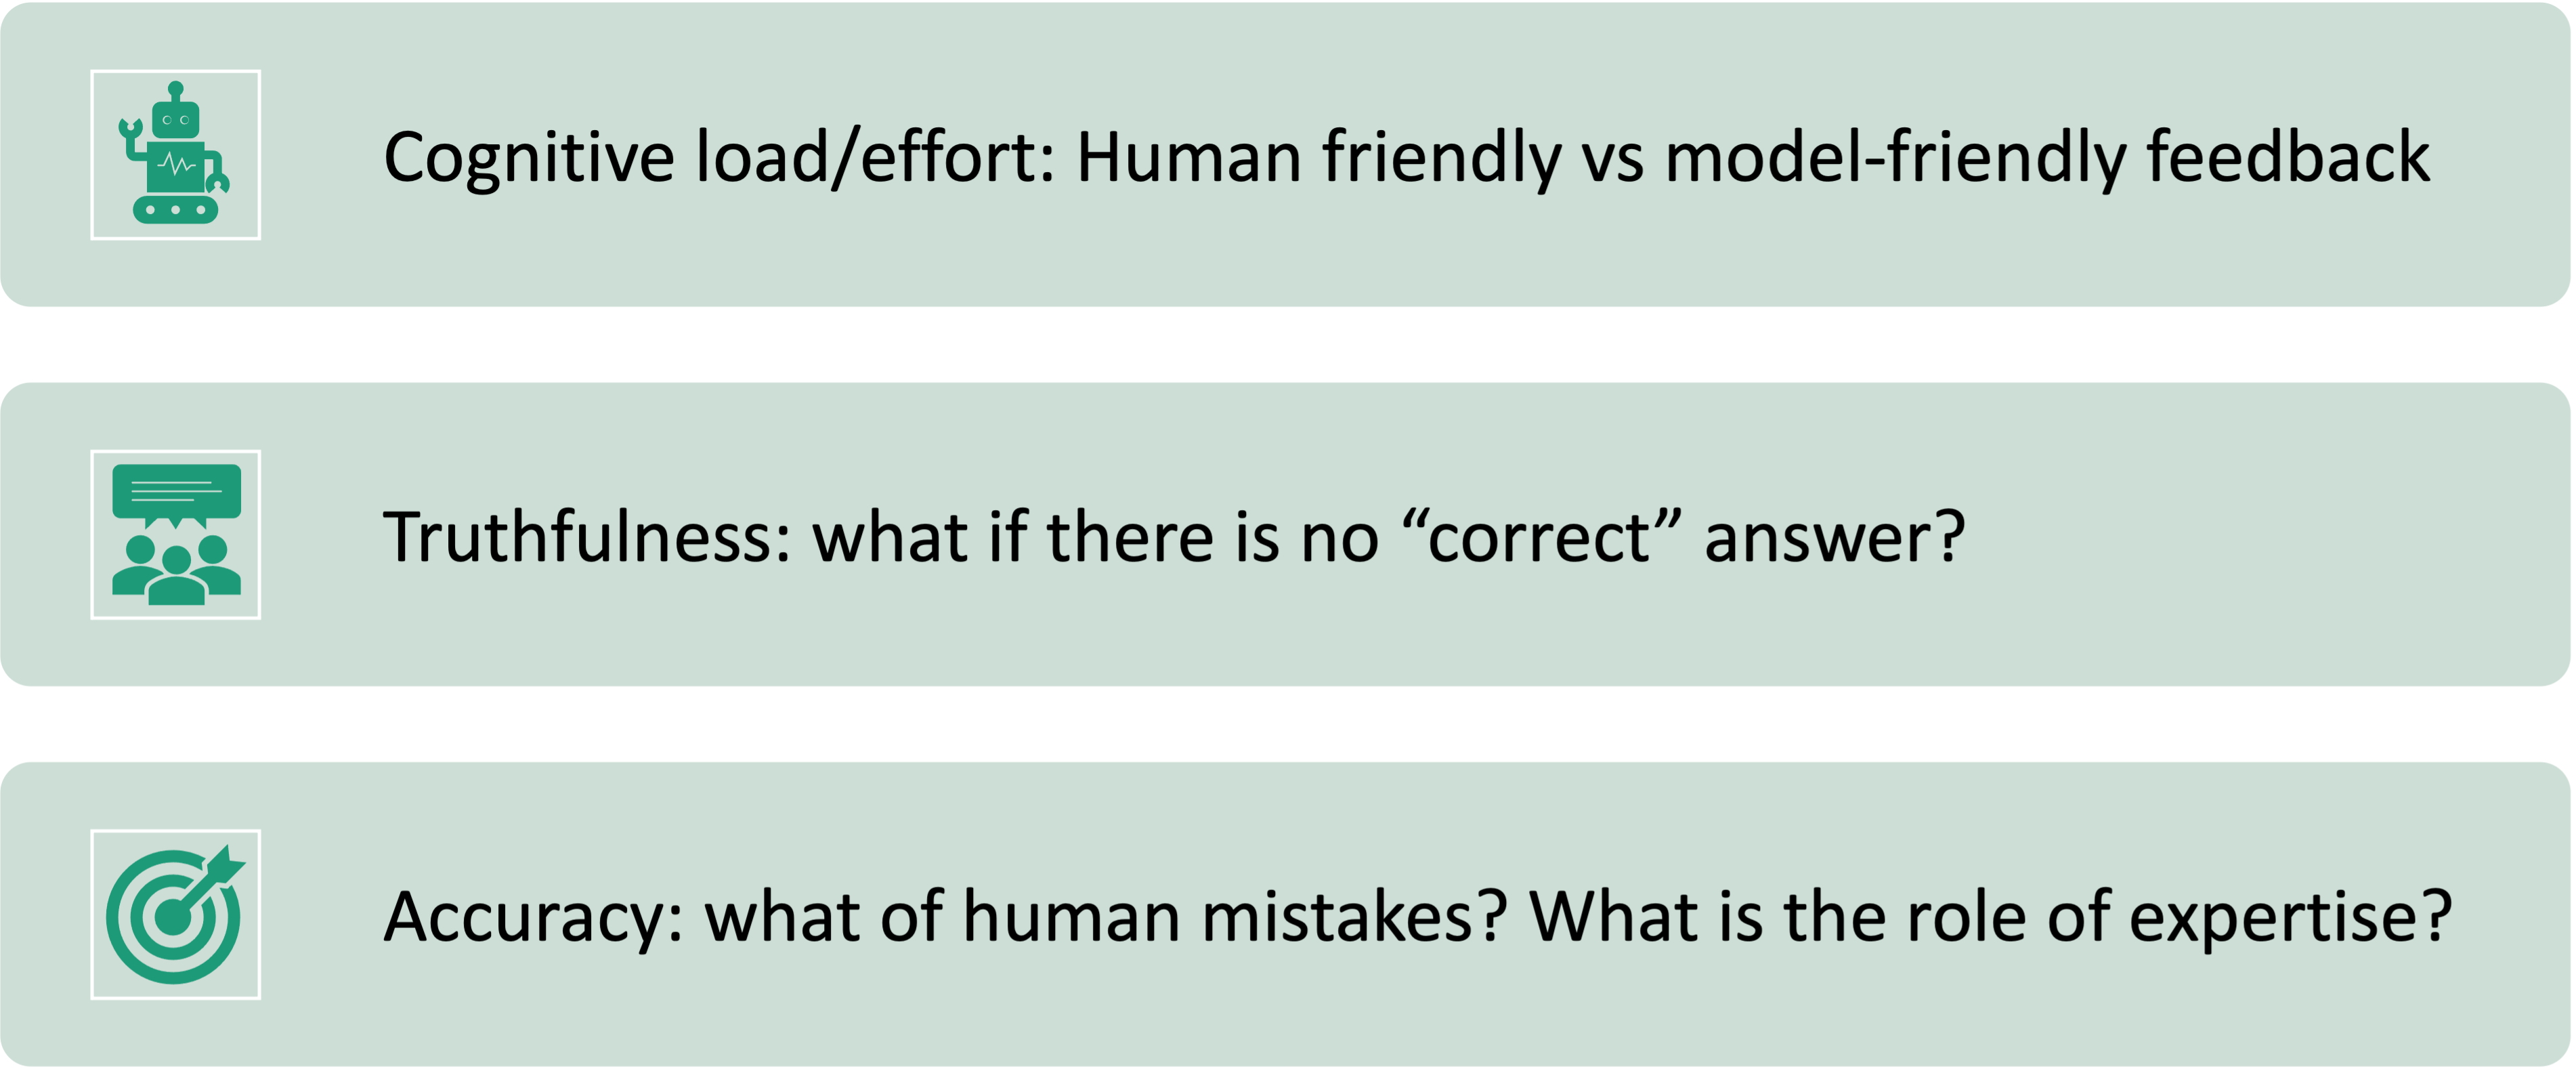 Cognitive load/effort: Human friendly vs model-friendly feedback
Truthfulness: what if there is no “correct” answer?
Accuracy: what of human mistakes? What is the role of expertise?